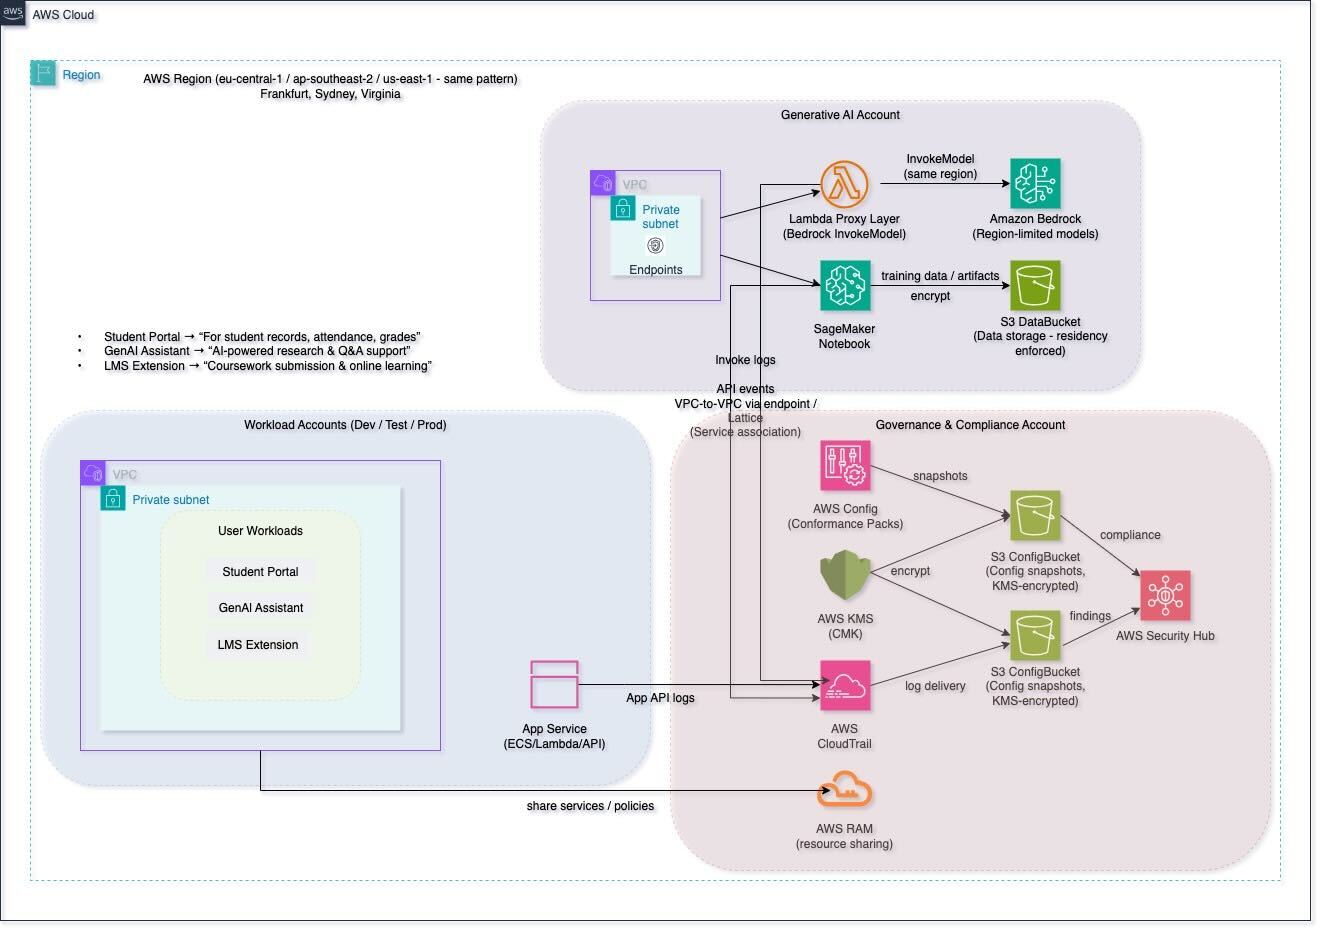 aws
AWS Cloud
Region
AWS Region (eu-central-1 / ap-southeast-2 / us-east-1 - same pattern)
Frankfurt, Sydney, Virginia
Generative AI Account
VPC
Private
subnet
Endpoints
Lambda Proxy Layer
(Bedrock InvokeModel)
InvokeModel
(same region)
Amazon Bedrock
(Region-limited models)
SageMaker
Notebook
training data / artifacts
encrypt
S3 DataBucket
(Data storage - residency
enforced)
• Student Portal → “For student records, attendance, grades”
• GenAI Assistant → “AI-powered research & Q&A support”
• LMS Extension → “Coursework submission & online learning”
Invoke logs
API events
VPC-to-VPC via endpoint /
Lattice
(Service association)
Workload Accounts (Dev / Test / Prod)
VPC
Private subnet
User Workloads
Student Portal
GenAI Assistant
LMS Extension
App Service
(ECS/Lambda/API)
App API logs
share services / policies
Governance & Compliance Account
AWS Config
(Conformance Packs)
snapshots
AWS KMS
(CMK)
encrypt
S3 ConfigBucket
(Config snapshots,
KMS-encrypted)
compliance
findings
AWS Security Hub
S3 ConfigBucket
(Config snapshots,
KMS-encrypted)
log delivery
AWS
CloudTrail
AWS RAM
(resource sharing)